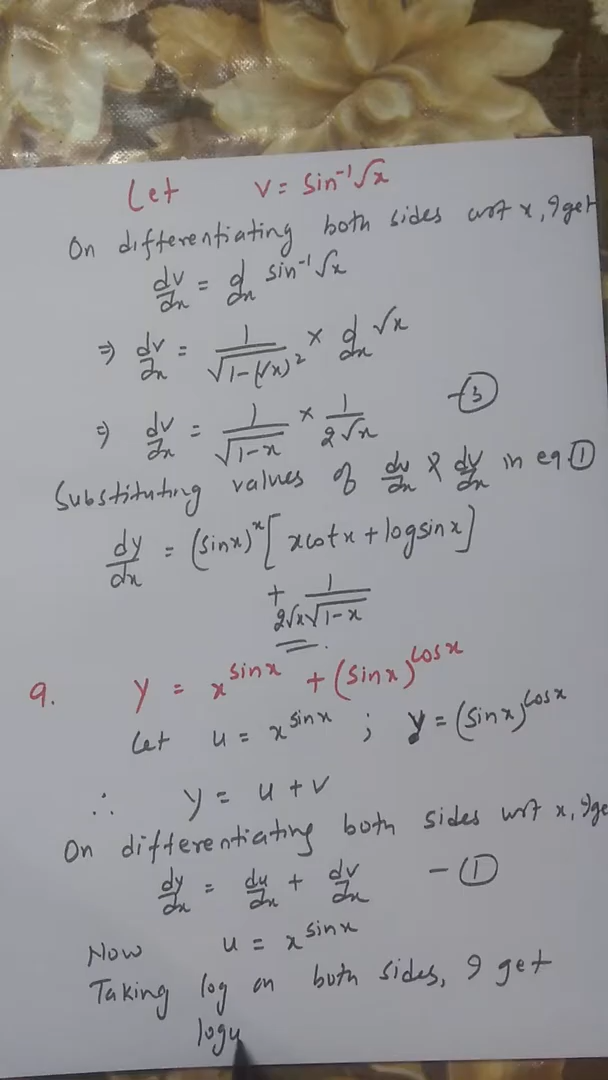 Let v = sin⁻¹√x
On differentiating both sides wrt x, I get
dv/dx = d/dx sin⁻¹√x
⇒ dv/dx = 1/√(1-(√x)²) × d/dx √x
⇒ dv/dx = 1/√(1-x) × 1/(2√x) -③
Substituting values of du/dx & dv/dx in eq ①
dy/dx = (sinx)^x [xcotx + logsinx]
+ 1/(2√x√(1-x))
9. y = x^sinx + (sinx)^cosx
Let u = x^sinx ; y = (sinx)^cosx
∴ y = u + v
On differentiating both sides wrt x, I ge
dy/dx = du/dx + dv/dx -①
Now u = x^sinx
Taking log on both sides, I get
logu